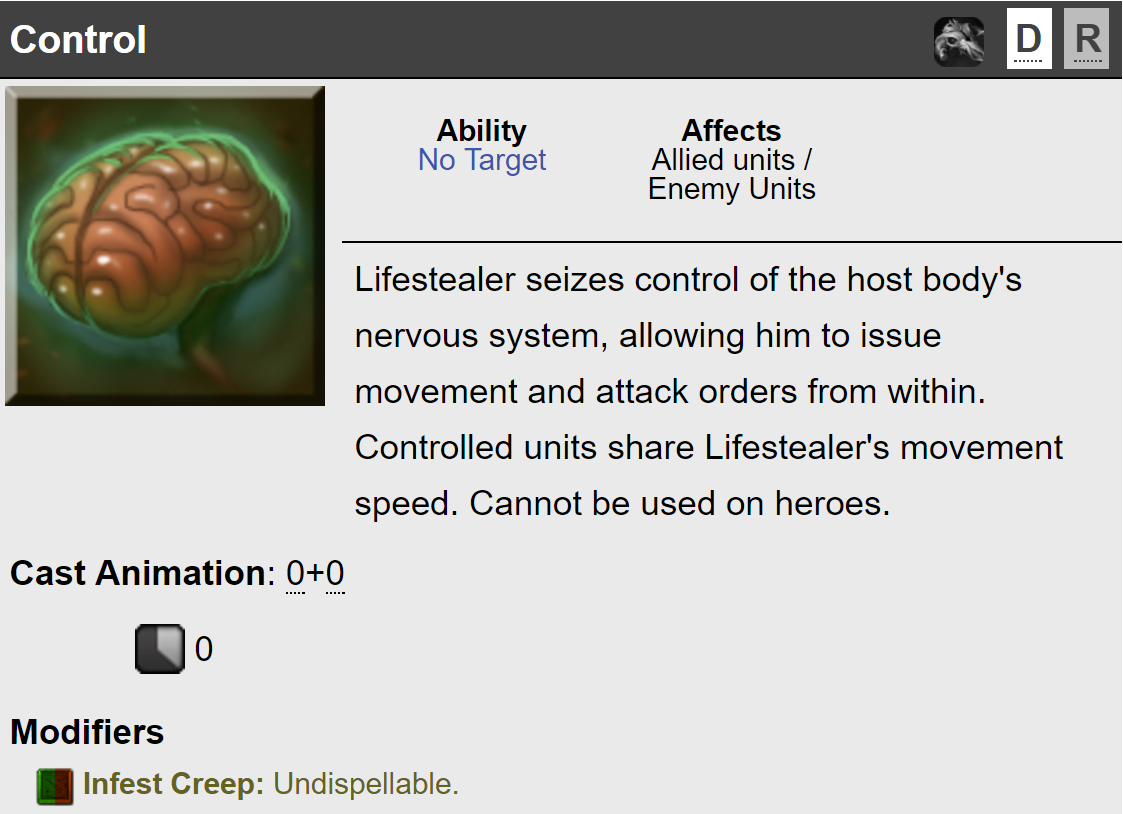 Control
D
R
Ability
No Target
Affects
Allied units /
Enemy Units
Lifestealer seizes control of the host body's
nervous system, allowing him to issue
movement and attack orders from within.
Controlled units share Lifestealer's movement
speed. Cannot be used on heroes.
Cast Animation: 0+0
0
Modifiers
Infest Creep: Undispellable.